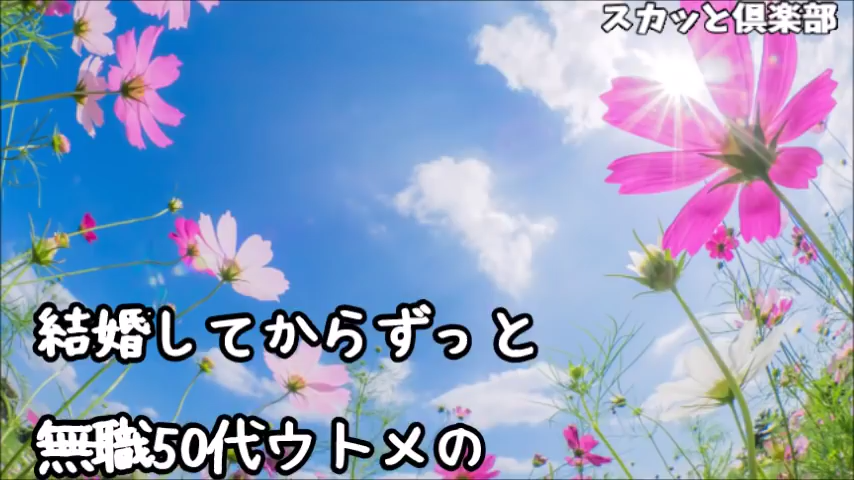 スカッと倶楽部
結婚してからずっと
無職50代ウトメの